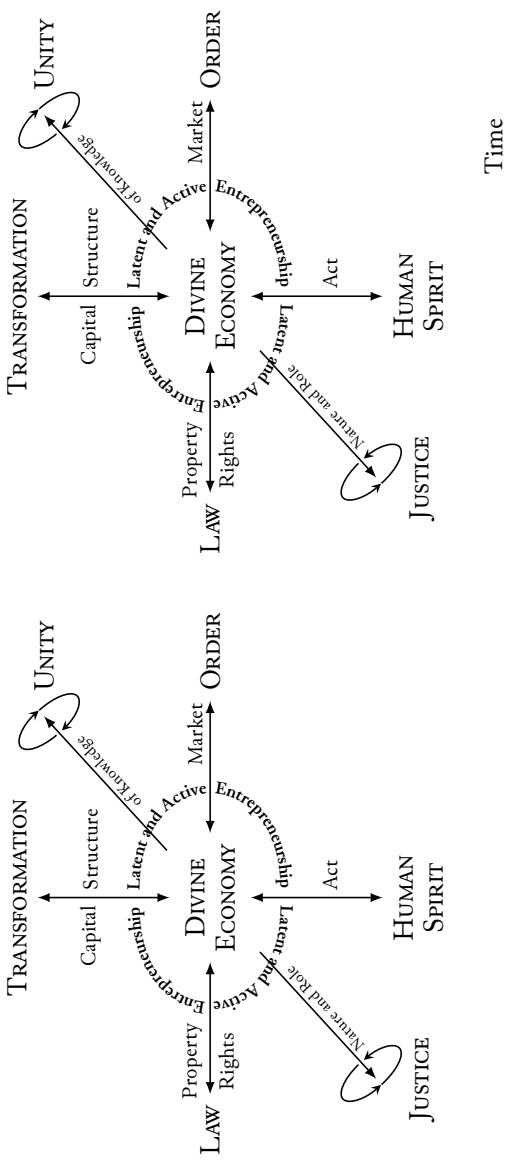 TRANSFORMATION
UNITY
Capital Structure
of Knowledge
Latent and Active Entrepreneurship
Latent and Active Entrepreneurship
LAW
Property
Rights
DIVINE
ECONOMY
Market
ORDER
Nature and Role
Act
JUSTICE
HUMAN
SPIRIT
TRANSFORMATION
UNITY
Capital Structure
of Knowledge
Latent and Active Entrepreneurship
Latent and Active Entrepreneurship
LAW
Property
Rights
DIVINE
ECONOMY
Market
ORDER
Nature and Role
Act
JUSTICE
HUMAN
SPIRIT
Time